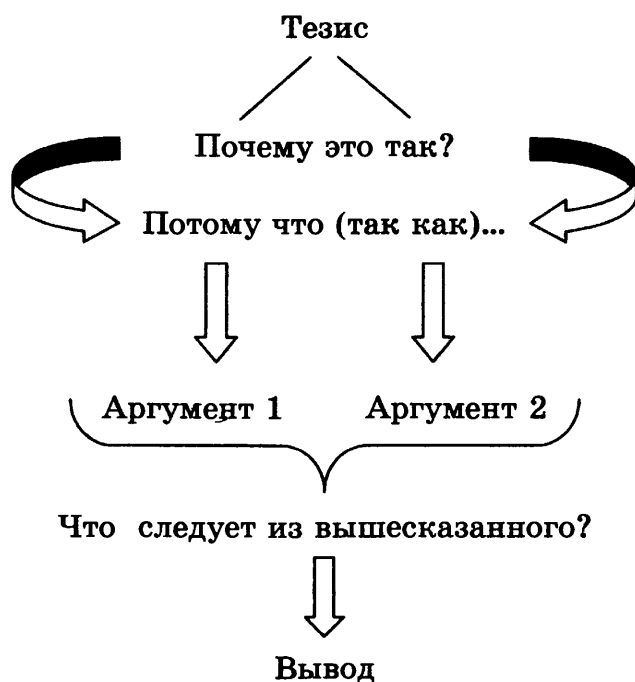 Тезис
Почему это так?
Потому что (так как)...
Аргумент 1 Аргумент 2
Что следует из вышесказанного?
Вывод